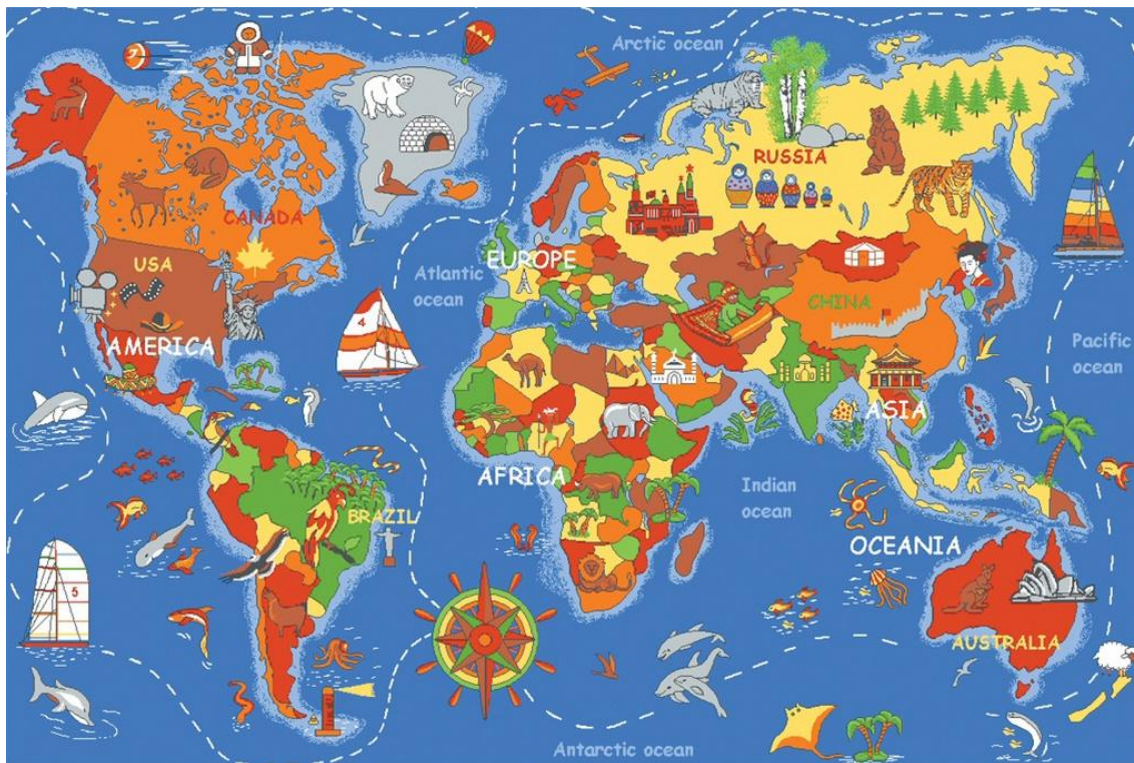 Arctic ocean
RUSSIA
CANADA
USA
EUROPE
Atlantic
ocean
CHINA
4
AMERICA
Pacific
ocean
ASIA
AFRICA
Indian
ocean
BRAZIL
OCEANIA
5
AUSTRALIA
Antarctic ocean